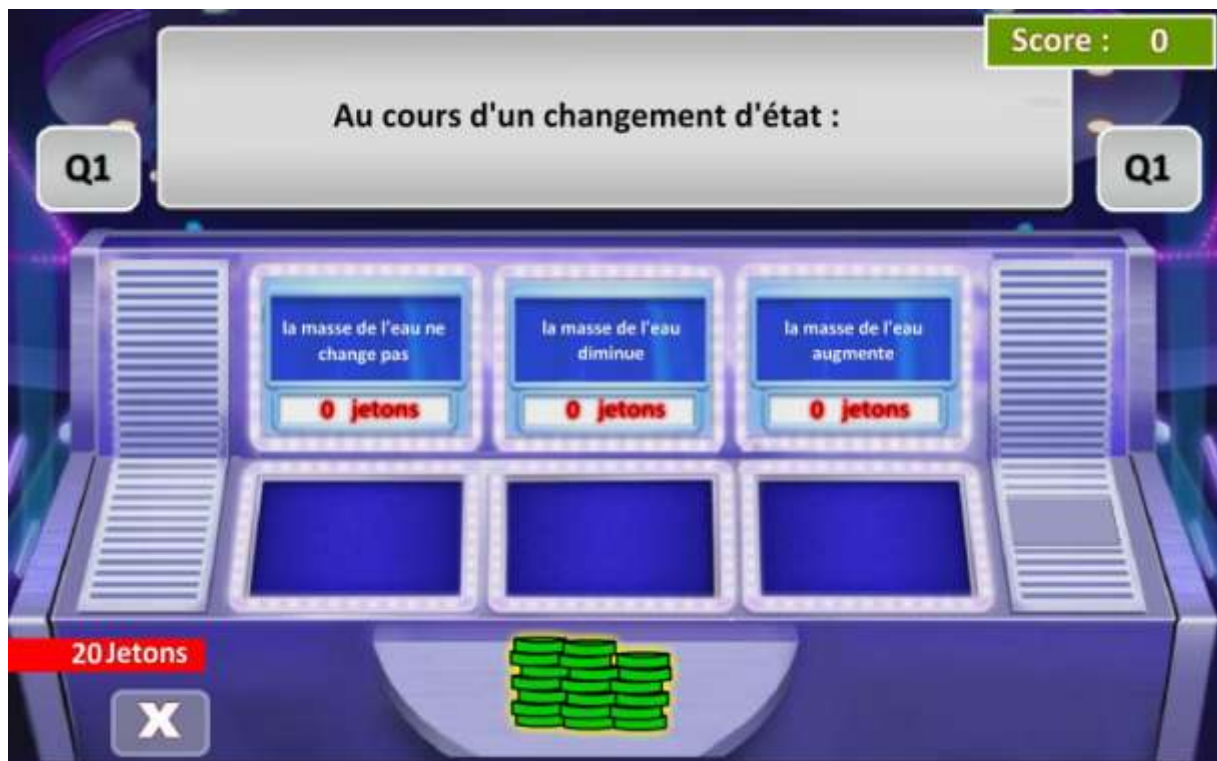 Score : 0
Au cours d'un changement d'état :
Q1
Q1
la masse de l'eau ne
change pas
0 jetons
la masse de l'eau
diminue
0 jetons
la masse de l'eau
augmente
0 jetons
20 Jetons
X